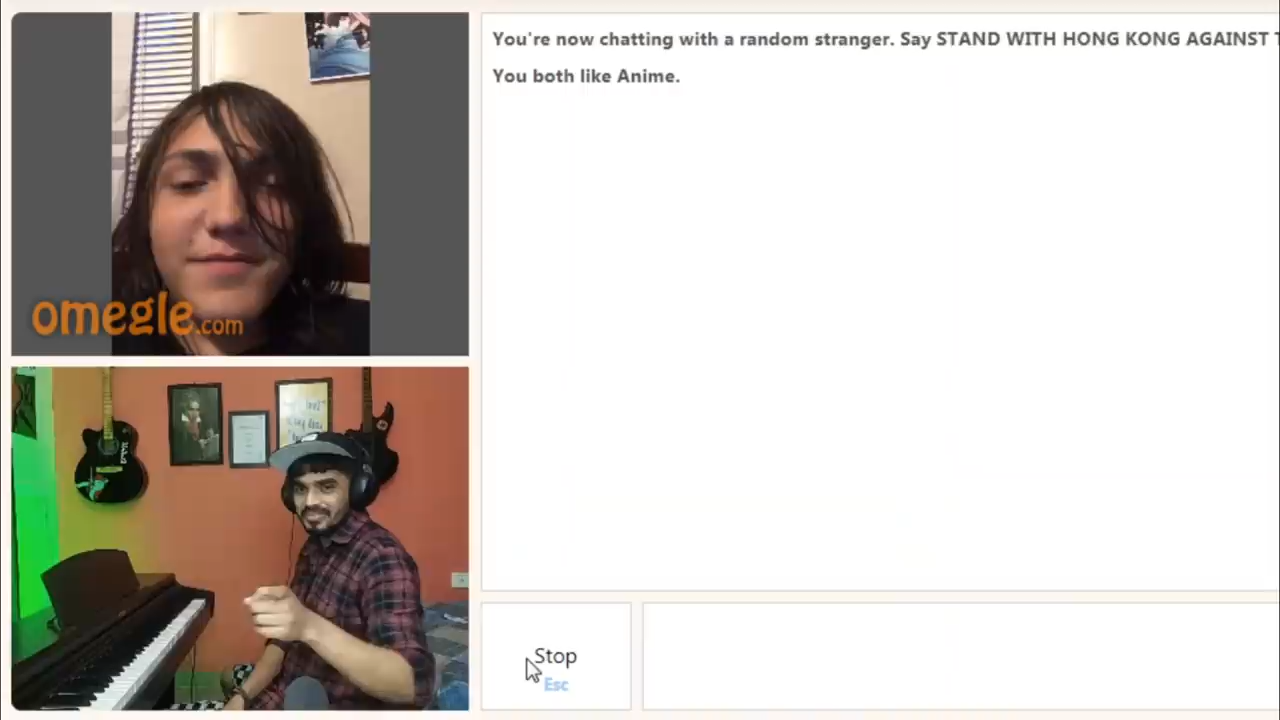 You're now chatting with a random stranger. Say STAND WITH HONG KONG AGAINST
You both like Anime.
omegle.com
Stop
Esc